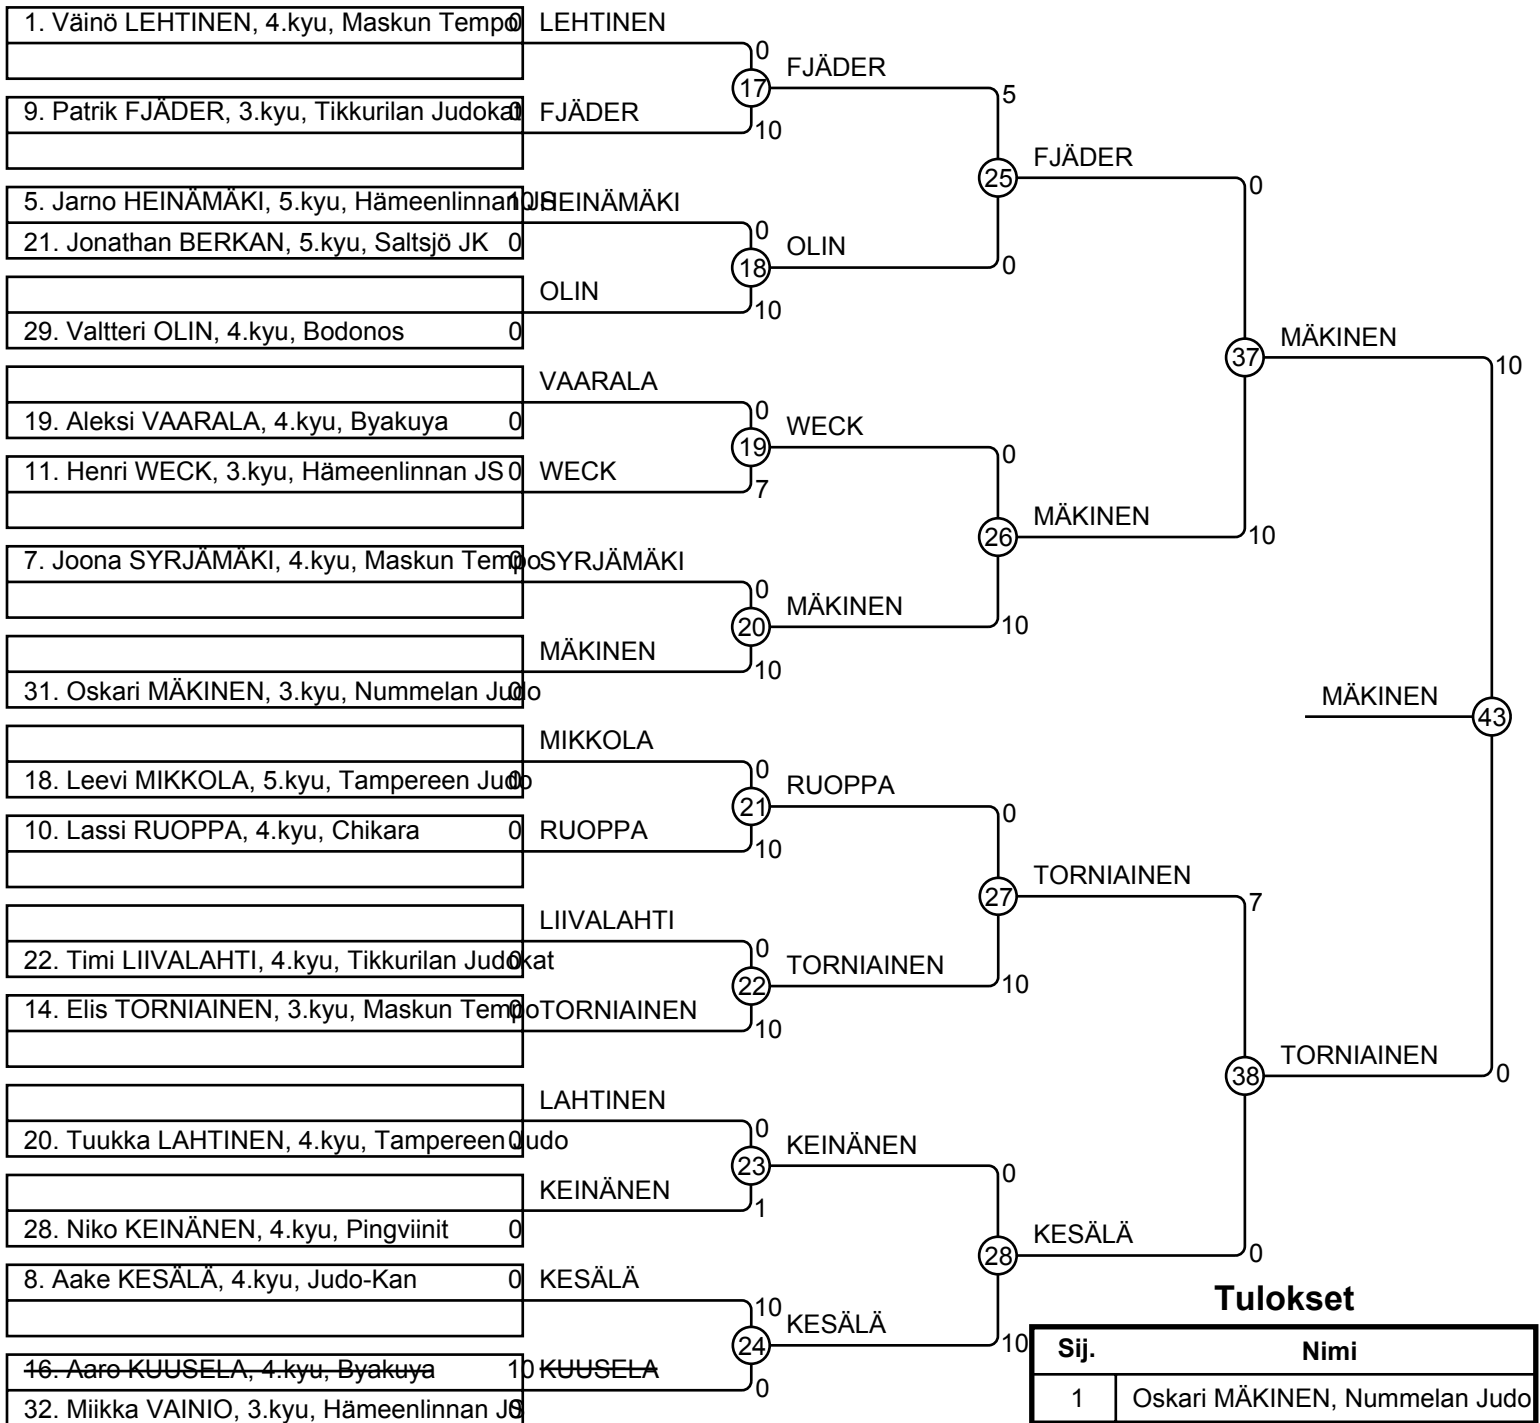 1. Väinö LEHTINEN, 4.kyu, Maskun Tempo 0 LEHTINEN
0
FJÄDER
17
5
9. Patrik FJÄDER, 3.kyu, Tikkurilan Judokat 0 FJÄDER
10
FJÄDER
25
0
5. Jarno HEINÄMÄKI, 5.kyu, Hämeenlinnan JS 10 HEINÄMÄKI
0
21. Jonathan BERKAN, 5.kyu, Saltsjö JK 0
OLIN
18
0
OLIN
10
29. Valtteri OLIN, 4.kyu, Bodonos 0
MÄKINEN
37
10
VAARALA
0
19. Aleksi VAARALA, 4.kyu, Byakuya 0
WECK
19
0
11. Henri WECK, 3.kyu, Hämeenlinnan JS 0 WECK
7
MÄKINEN
26
10
7. Joona SYRJÄMÄKI, 4.kyu, Maskun Tempo 0 SYRJÄMÄKI
0
MÄKINEN
20
10
MÄKINEN
10
31. Oskari MÄKINEN, 3.kyu, Nummelan Judo 0
MÄKINEN
43
MIKKOLA
0
18. Leevi MIKKOLA, 5.kyu, Tampereen Judo 0
RUOPPA
21
0
10. Lassi RUOPPA, 4.kyu, Chikara 0 RUOPPA
10
TORNIAINEN
27
7
LIIVALAHTI
0
22. Timi LIIVALAHTI, 4.kyu, Tikkurilan Judokat 0
TORNIAINEN
22
10
14. Elis TORNIAINEN, 3.kyu, Maskun Tempo 0 TORNIAINEN
10
TORNIAINEN
38
0
LAHTINEN
0
20. Tuukka LAHTINEN, 4.kyu, Tampereen Judo 0
KEINÄNEN
23
0
KEINÄNEN
1
28. Niko KEINÄNEN, 4.kyu, Pingviinit 0
KESÄLÄ
28
0
8. Aake KESÄLÄ, 4.kyu, Judo-Kan 0 KESÄLÄ
10
KESÄLÄ
24
10
16. Aaro KUUSELA, 4.kyu, Byakuya 10 KUUSELA
0
32. Miikka VAINIO, 3.kyu, Hämeenlinnan JS 0
Tulokset
Sij. Nimi
1 Oskari MÄKINEN, Nummelan Judo